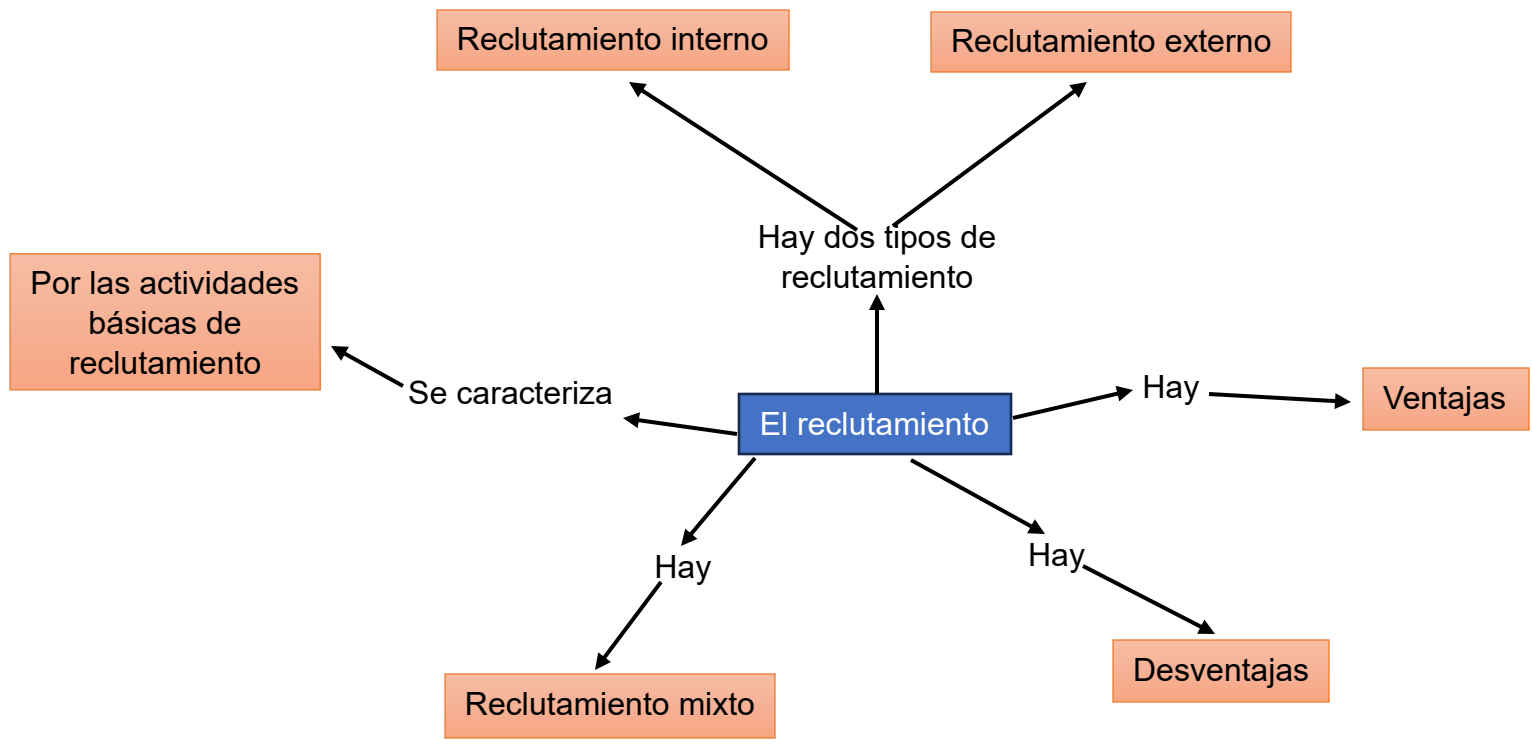 Reclutamiento interno
Reclutamiento externo
Hay dos tipos de
reclutamiento
Por las actividades
básicas de
reclutamiento
Se caracteriza
El reclutamiento
Hay
Ventajas
Hay
Hay
Desventajas
Reclutamiento mixto